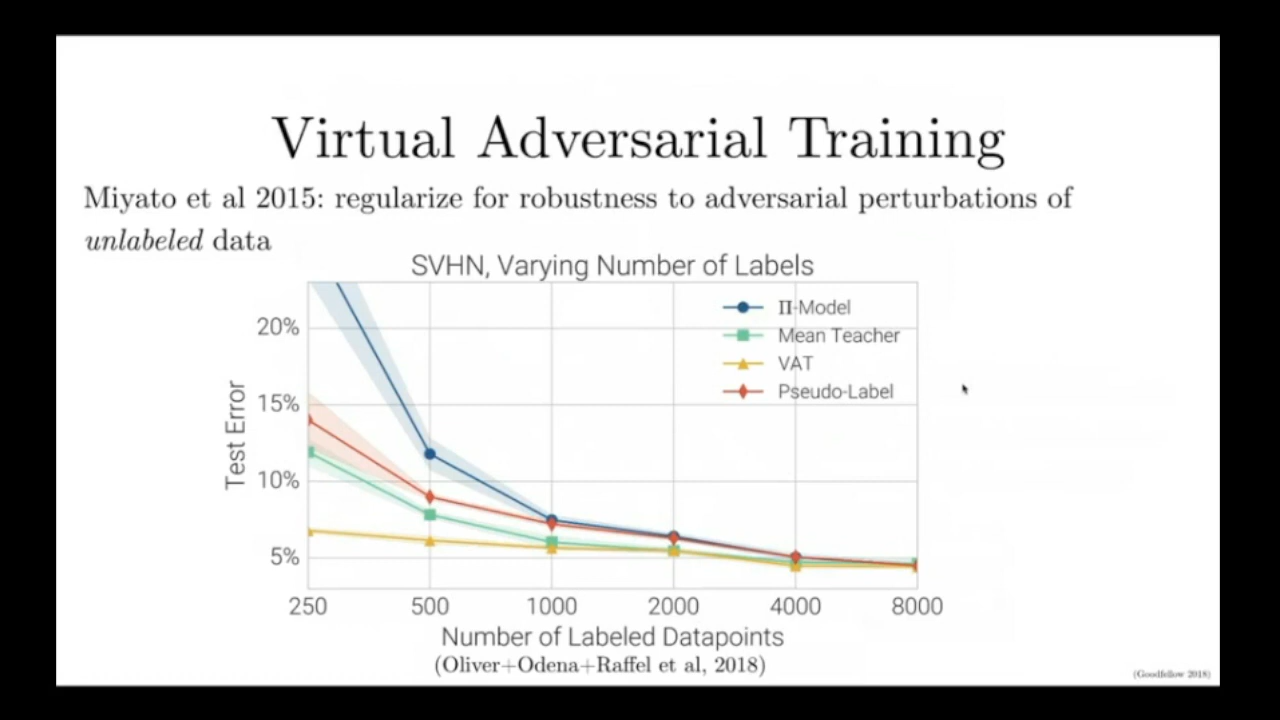 Virtual Adversarial Training
Miyato et al 2015: regularize for robustness to adversarial perturbations of
unlabeled data
SVHN, Varying Number of Labels
Π-Model
Mean Teacher
VAT
Pseudo-Label
Test Error
20%
15%
10%
5%
250 500 1000 2000 4000 8000
Number of Labeled Datapoints
(Oliver+Odena+Raffel et al, 2018)
(Goodfellow 2018)